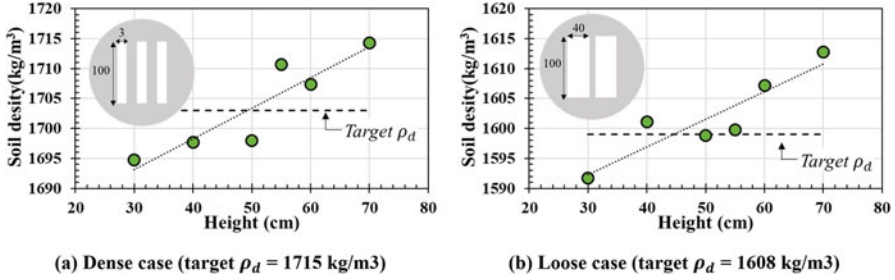 1720
1715
1710
1705
1700
1695
1690
Soil desity(kg/m³)
3
100
Target ρd
20 30 40 50 60 70 80
Height (cm)
(a) Dense case (target ρd = 1715 kg/m3)
1620
1615
1610
1605
1600
1595
1590
Soil desity(kg/m³)
40
100
Target ρd
20 30 40 50 60 70 80
Height (cm)
(b) Loose case (target ρd = 1608 kg/m3)